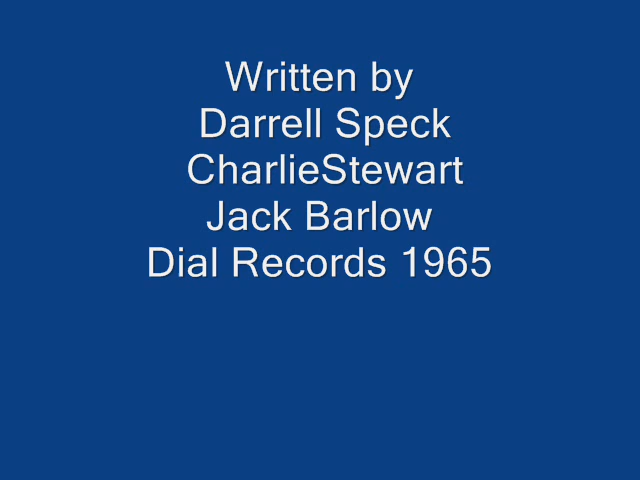 Written by
Darrell Speck
CharlieStewart
Jack Barlow
Dial Records 1965